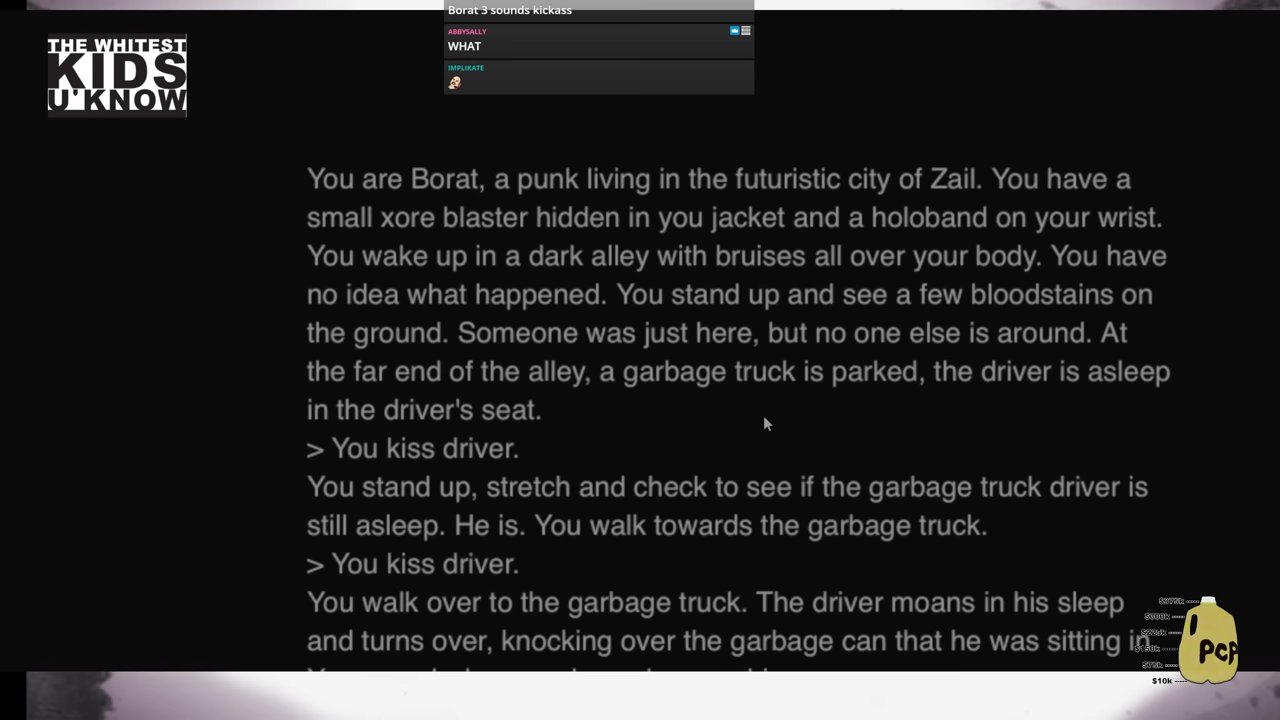 Borat 3 sounds kickass
ABBYSALLY
WHAT
IMPLIKATE
THE WHITEST
KIDS
U'KNOW
You are Borat, a punk living in the futuristic city of Zail. You have a
small xore blaster hidden in you jacket and a holoband on your wrist.
You wake up in a dark alley with bruises all over your body. You have
no idea what happened. You stand up and see a few bloodstains on
the ground. Someone was just here, but no one else is around. At
the far end of the alley, a garbage truck is parked, the driver is asleep
in the driver's seat.
> You kiss driver.
You stand up, stretch and check to see if the garbage truck driver is
still asleep. He is. You walk towards the garbage truck.
> You kiss driver.
You walk over to the garbage truck. The driver moans in his sleep
and turns over, knocking over the garbage can that he was sitting in.
$375k
$300k
$225k
$150k
$75k
$10k
PCP